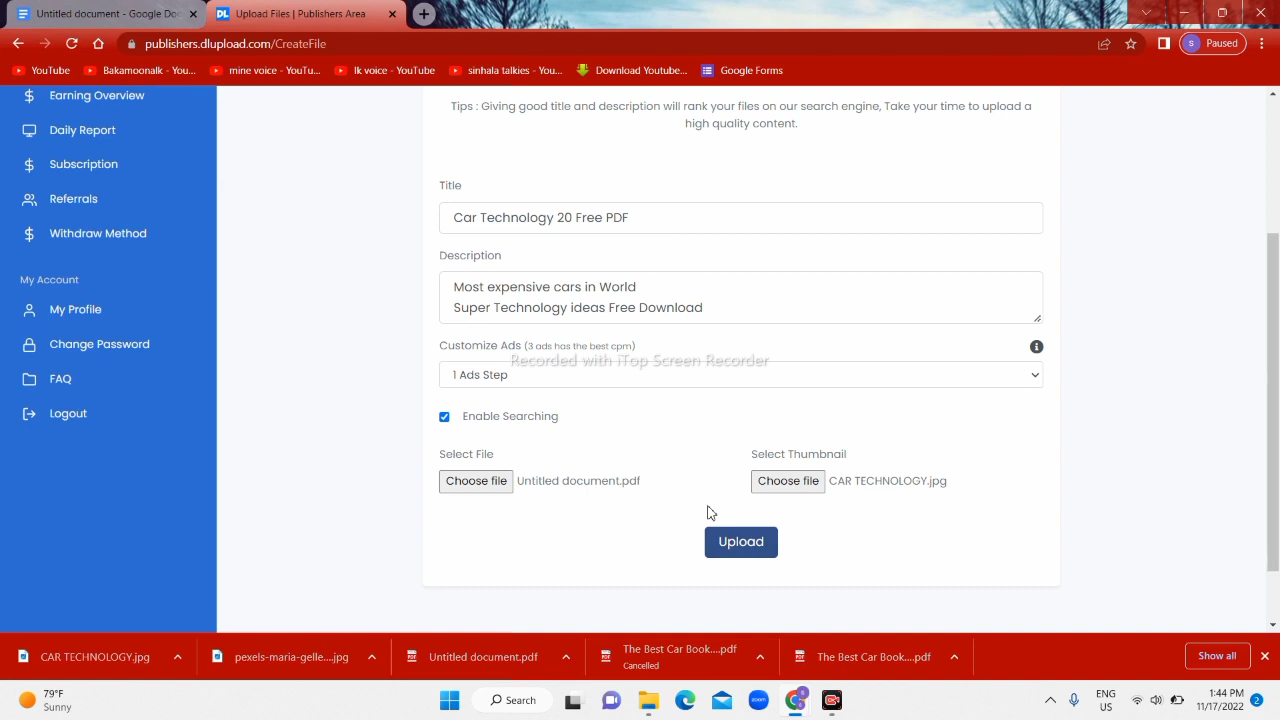 Untitled document - Google Doc
Upload Files | Publishers Area
publishers.dlupload.com/CreateFile
S Paused
YouTube
Bakamoonalk - You...
mine voice - YouTu...
lk voice - YouTube
sinhala talkies - You...
Download Youtube...
Google Forms
Earning Overview
Daily Report
Subscription
Referrals
Withdraw Method
My Account
My Profile
Change Password
FAQ
Logout
Tips : Giving good title and description will rank your files on our search engine, Take your time to upload a
high quality content.
Title
Car Technology 20 Free PDF
Description
Most expensive cars in World
Super Technology ideas Free Download
Customize Ads (3 ads has the best cpm)
Recorded with iTop Screen Recorder
1 Ads Step
Enable Searching
Select File
Choose file Untitled document.pdf
Select Thumbnail
Choose file CAR TECHNOLOGY.jpg
Upload
CAR TECHNOLOGY.jpg
pexels-maria-gelle....jpg
Untitled document.pdf
The Best Car Book....pdf
Cancelled
The Best Car Book....pdf
Show all
79°F
Sunny
Search
zoom
ENG
US
1:44 PM
11/17/2022
2